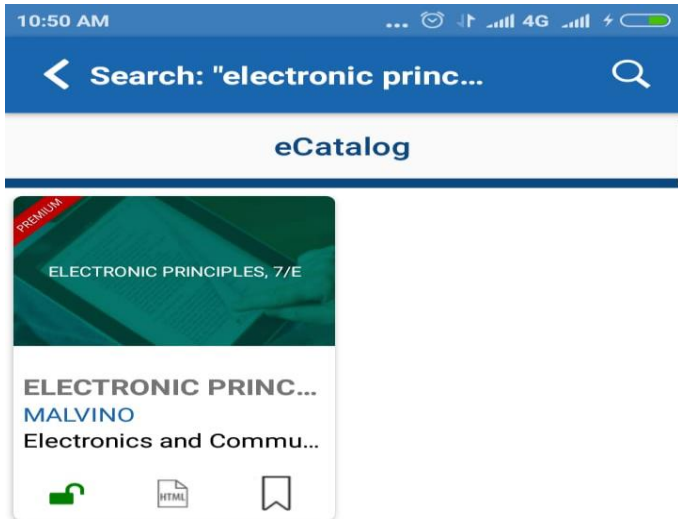 10:50 AM ... 4G
Search: "electronic princ...
eCatalog
PREMIUM
ELECTRONIC PRINCIPLES, 7/E
ELECTRONIC PRINC...
MALVINO
Electronics and Commu...
HTML